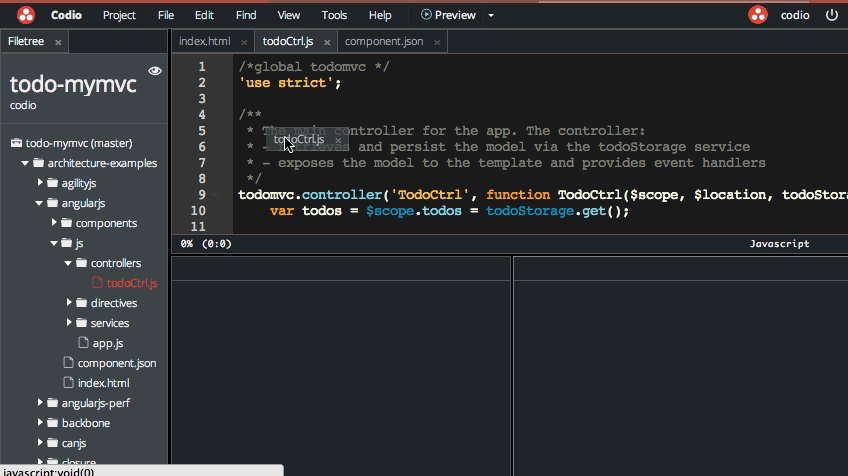 Codio Project File Edit Find View Tools Help Preview codio
Filetree × index.html × todoCtrl.js × component.json ×
todo-mymvc
codio
todo-mymvc (master)
architecture-examples
agilityjs
angularjs
components
js
controllers
todoCtrl.js
directives
services
app.js
component.json
index.html
angularjs-perf
backbone
canjs
closure
javascript:void(0)
1 /*global todomvc */
2 'use strict';
3
4 /**
5 * The main controller for the app. The controller:
todoCtrl.js ×
6 * - retrieves and persist the model via the todoStorage service
7 * - exposes the model to the template and provides event handlers
8 */
9 todomvc.controller('TodoCtrl', function TodoCtrl($scope, $location, todoStora
10 var todos = $scope.todos = todoStorage.get();
11
0% (0:0) Javascript